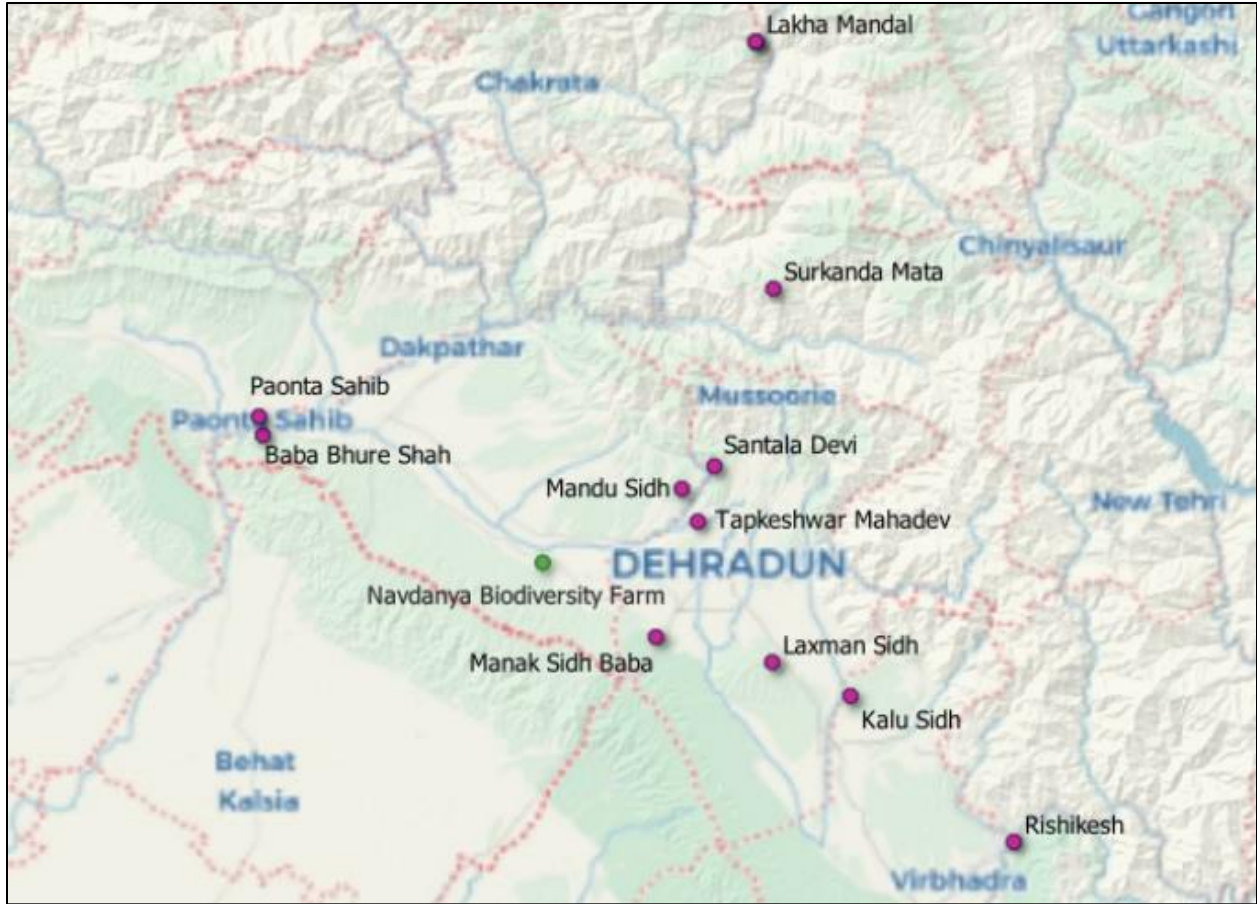 Lakha Mandal
Gangori
Uttarkashi
Chakrata
Chinyalisaur
Surkanda Mata
Dakpathar
Paonta Sahib
Mussoorie
Paonta Sahib
Santala Devi
Baba Bhure Shah
Mandu Sidh
New Tehri
Tapkeshwar Mahadev
DEHRADUN
Navdanya Biodiversity Farm
Laxman Sidh
Manak Sidh Baba
Kalu Sidh
Behat
Kalsia
Rishikesh
Virbhadra